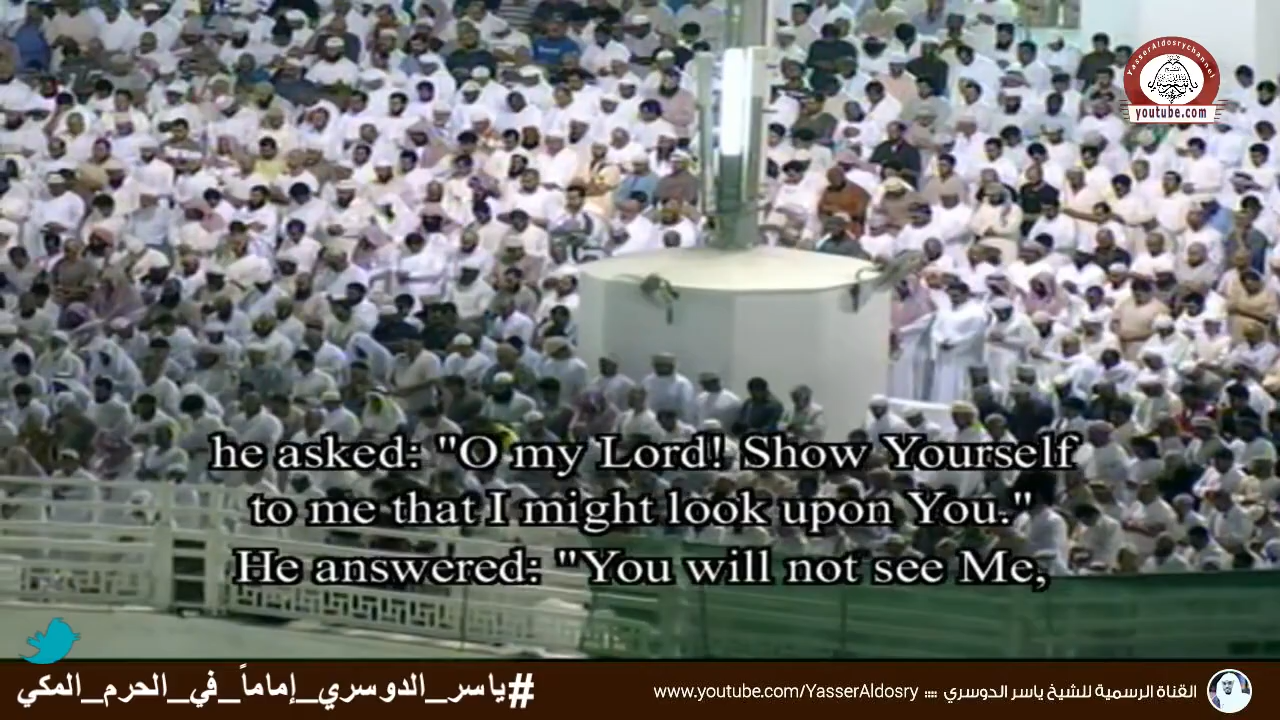 YasserAldosrychannel
youtube.com
he asked: "O my Lord! Show Yourself
to me that I might look upon You."
He answered: "You will not see Me,
#ياسر_الدوسري_إماماً_في_الحرم_المكي
www.youtube.com/YasserAldosry :::: القناة الرسمية للشيخ ياسر الدوسري